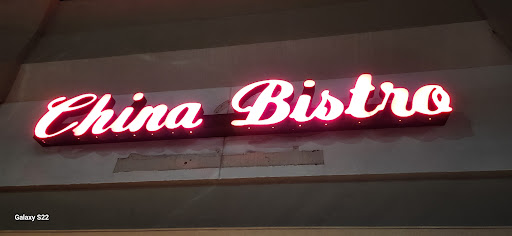 China Bistro
Galaxy S22